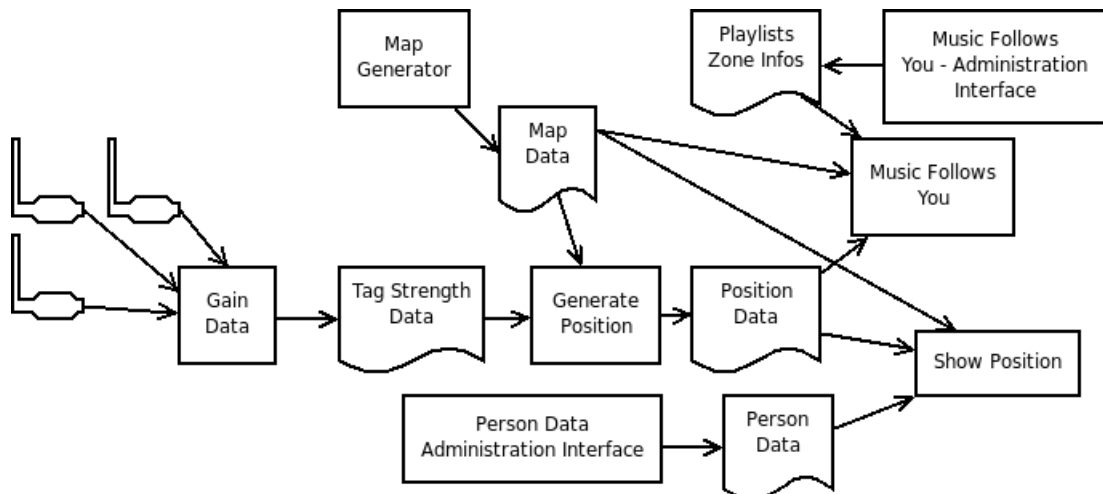 Map
Generator
Playlists
Zone Infos
Music Follows
You - Administration
Interface
Map
Data
Music Follows
You
Gain
Data
Tag Strength
Data
Generate
Position
Position
Data
Show Position
Person Data
Administration Interface
Person
Data